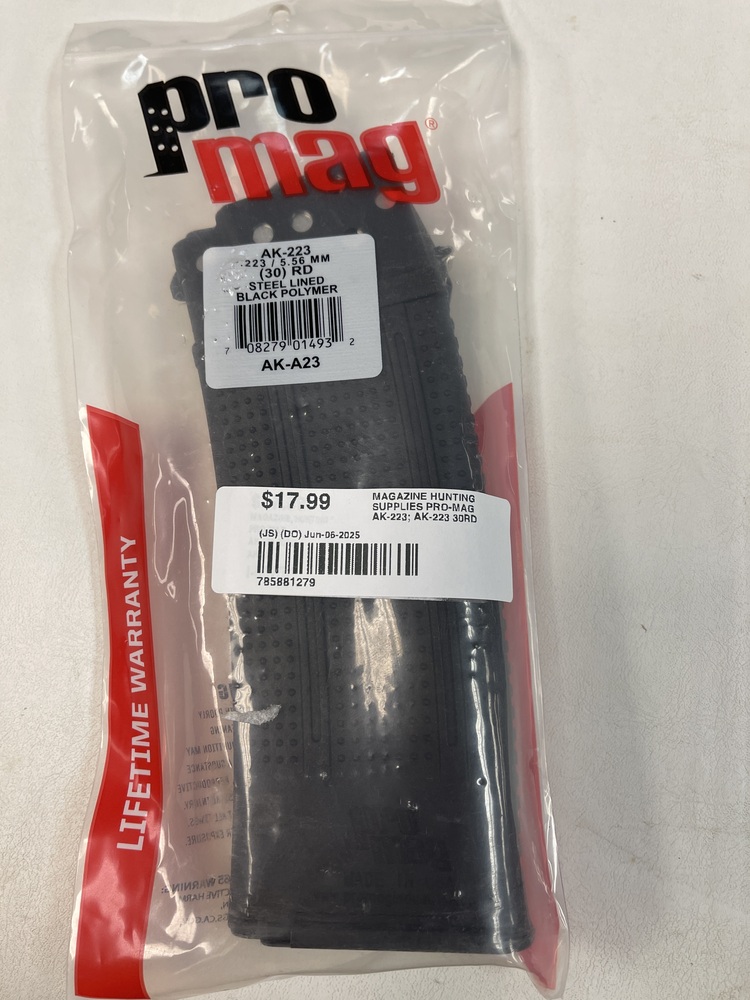 pro
mag®
AK-223
.223 / 5.56 MM
(30) RD
STEEL LINED
BLACK POLYMER
7 08279 01493 2
AK-A23
$17.99
MAGAZINE HUNTING
SUPPLIES PRO-MAG
AK-223; AK-223 30RD
(JS) (DO) Jun-06-2025
785881279
LIFETIME WARRANTY